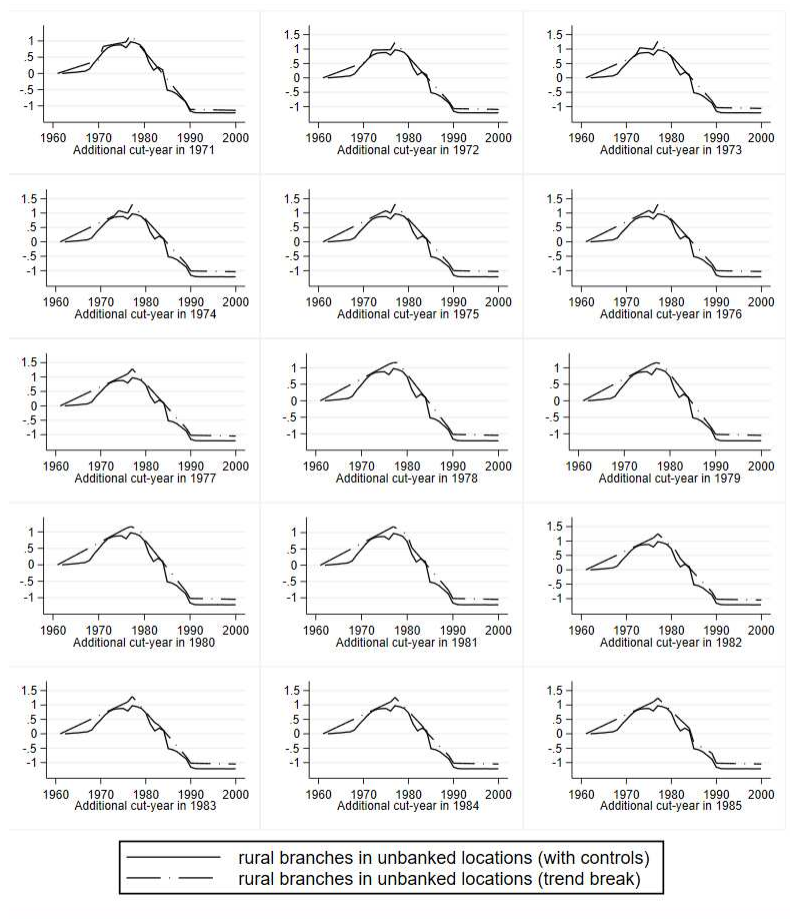 1
.5
0
-.5
-1
1960 1970 1980 1990 2000
Additional cut-year in 1971
1.5
1
.5
0
-.5
-1
1960 1970 1980 1990 2000
Additional cut-year in 1972
1.5
1
.5
0
-.5
-1
1960 1970 1980 1990 2000
Additional cut-year in 1973
1.5
1
.5
0
-.5
-1
1960 1970 1980 1990 2000
Additional cut-year in 1974
1.5
1
.5
0
-.5
-1
1960 1970 1980 1990 2000
Additional cut-year in 1975
1.5
1
.5
0
-.5
-1
1960 1970 1980 1990 2000
Additional cut-year in 1976
1.5
1
.5
0
-.5
-1
1960 1970 1980 1990 2000
Additional cut-year in 1977
1
.5
0
-.5
-1
1960 1970 1980 1990 2000
Additional cut-year in 1978
1
.5
0
-.5
-1
1960 1970 1980 1990 2000
Additional cut-year in 1979
1
.5
0
-.5
-1
1960 1970 1980 1990 2000
Additional cut-year in 1980
1
.5
0
-.5
-1
1960 1970 1980 1990 2000
Additional cut-year in 1981
1.5
1
.5
0
-.5
-1
1960 1970 1980 1990 2000
Additional cut-year in 1982
1.5
1
.5
0
-.5
-1
1960 1970 1980 1990 2000
Additional cut-year in 1983
1.5
1
.5
0
-.5
-1
1960 1970 1980 1990 2000
Additional cut-year in 1984
1.5
1
.5
0
-.5
-1
1960 1970 1980 1990 2000
Additional cut-year in 1985
rural branches in unbanked locations (with controls)
rural branches in unbanked locations (trend break)